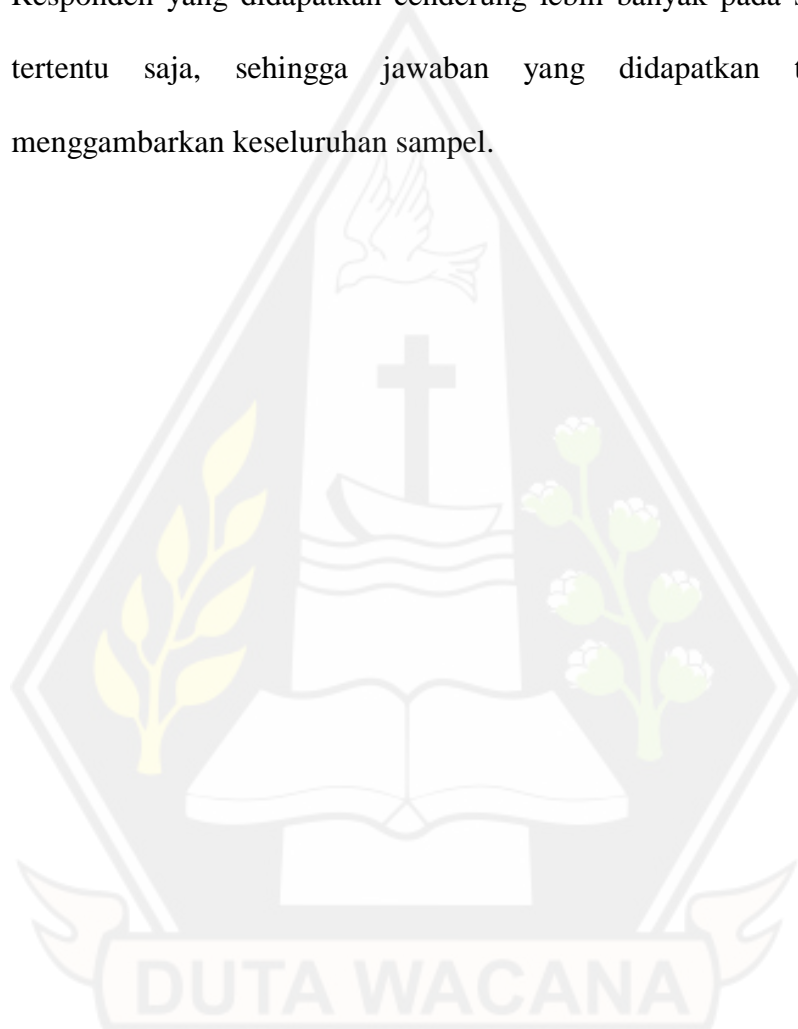 Responden yang didapatkan cenderung lebih banyak pada
tertentu saja, sehingga jawaban yang didapatkan
menggambarkan keseluruhan sampel.
DUTA WACANA